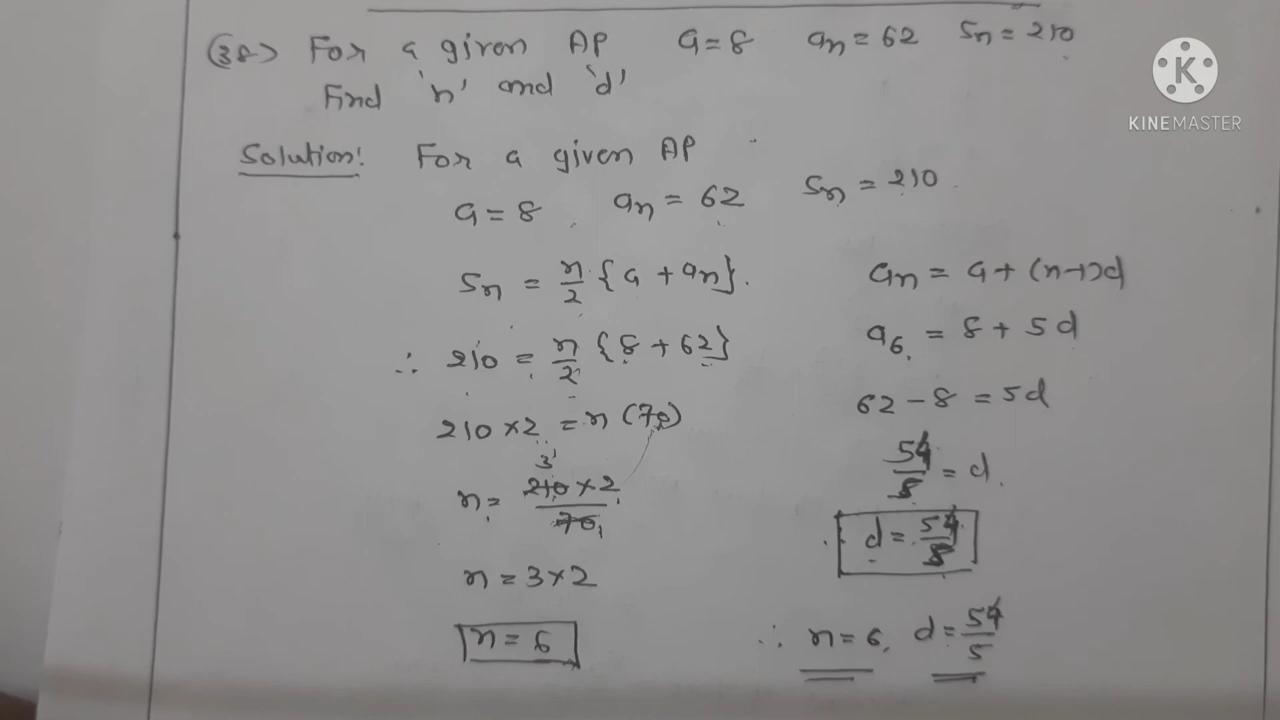 (38) For a given AP a=8 an=62 Sn=210
Find 'n' and 'd'
Solution: For a given AP
a=8, an=62 Sn=210.
Sn = n/2 {a + an}.
∴ 210 = n/2 {8 + 62}
210 × 2 = n (70)
n = 210 × 2 / 70
3
1
n = 3×2
n = 6
an = a + (n-1)d
a6 = 8 + 5d
62 - 8 = 5d
54/5 = d.
d = 54/5
∴ n=6, d=54/5
K
KINEMASTER